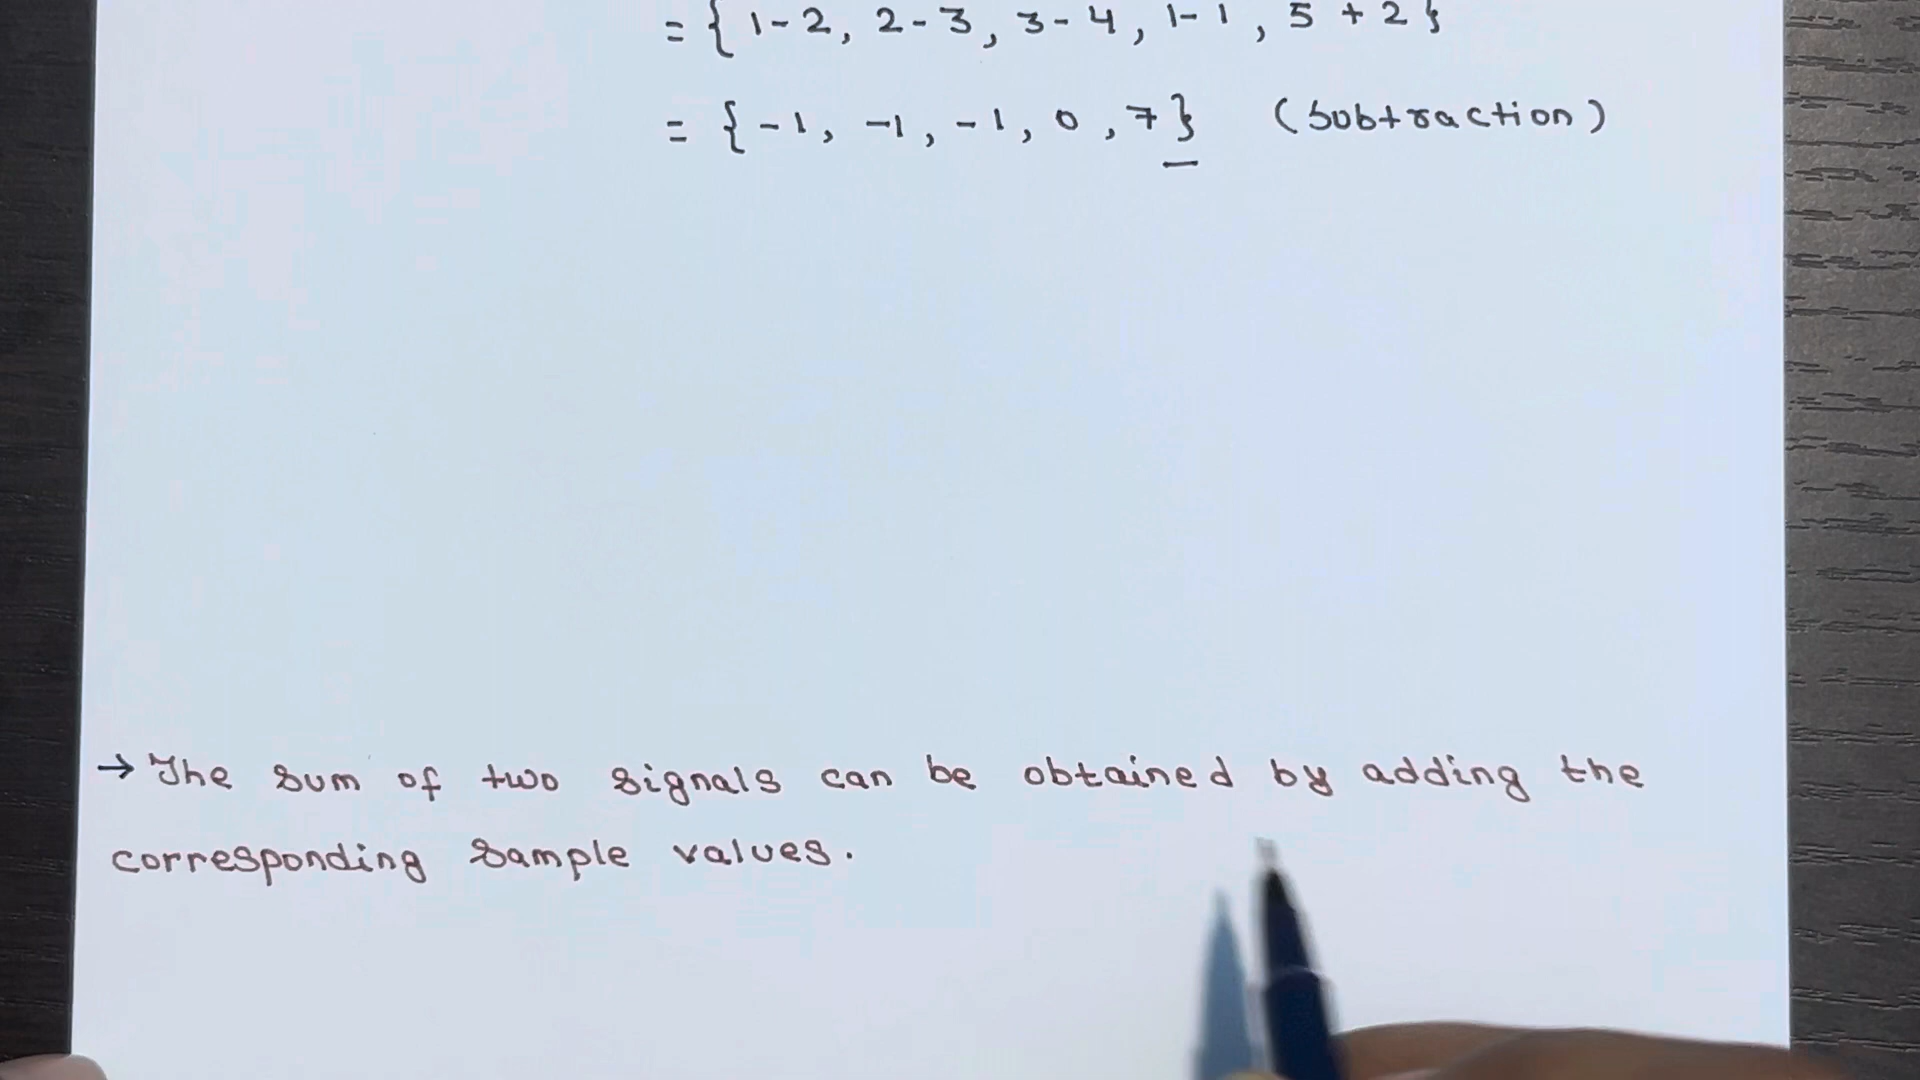 = { 1-2, 2-3, 3-4, 1-1, 5+2 }
= { -1, -1, -1, 0, 7 } (Subtraction)
→ The sum of two signals can be obtained by adding the
corresponding sample values.